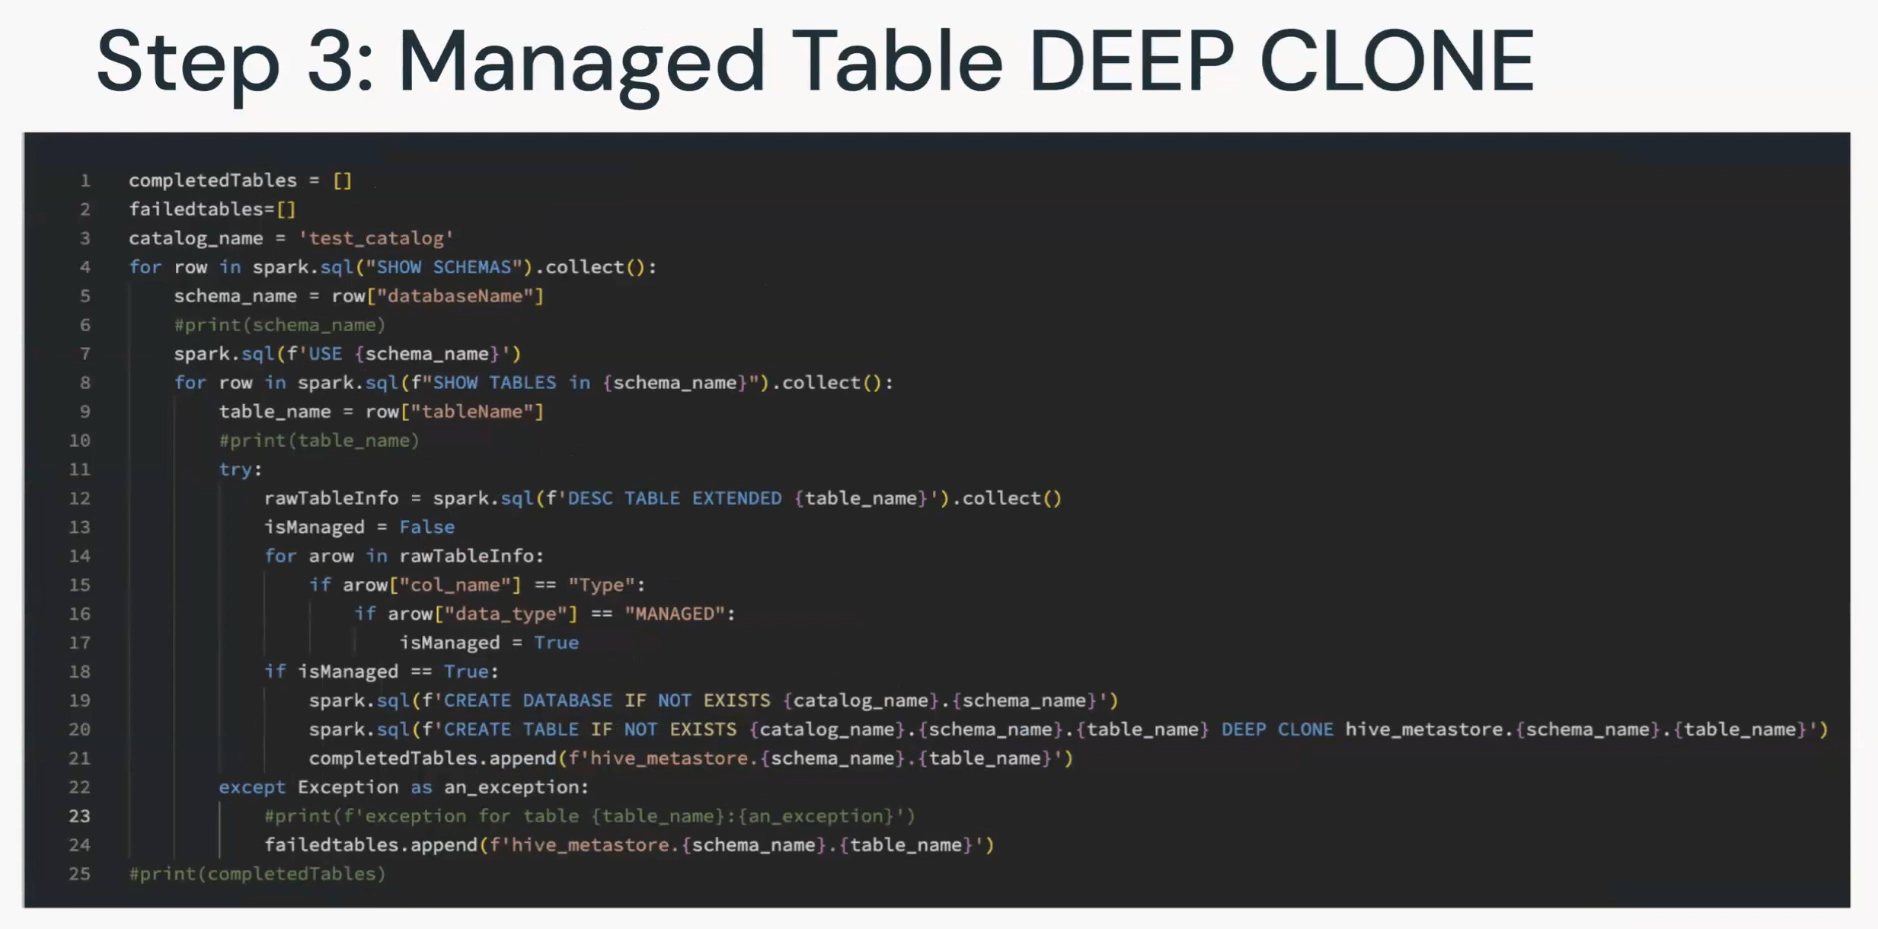 Step 3: Managed Table DEEP CLONE
1 completedTables = []
2 failedtables=[]
3 catalog_name = 'test_catalog'
4 for row in spark.sql("SHOW SCHEMAS").collect():
5     schema_name = row["databaseName"]
6     #print(schema_name)
7     spark.sql(f'USE {schema_name}')
8     for row in spark.sql(f"SHOW TABLES in {schema_name}").collect():
9         table_name = row["tableName"]
10         #print(table_name)
11         try:
12             rawTableInfo = spark.sql(f'DESC TABLE EXTENDED {table_name}').collect()
13             isManaged = False
14             for arow in rawTableInfo:
15                 if arow["col_name"] == "Type":
16                     if arow["data_type"] == "MANAGED":
17                         isManaged = True
18             if isManaged == True:
19                 spark.sql(f'CREATE DATABASE IF NOT EXISTS {catalog_name}.{schema_name}')
20                 spark.sql(f'CREATE TABLE IF NOT EXISTS {catalog_name}.{schema_name}.{table_name} DEEP CLONE hive_metastore.{schema_name}.{table_name}')
21                 completedTables.append(f'hive_metastore.{schema_name}.{table_name}')
22         except Exception as an_exception:
23             #print(f'exception for table {table_name}:{an_exception}')
24             failedtables.append(f'hive_metastore.{schema_name}.{table_name}')
25 #print(completedTables)